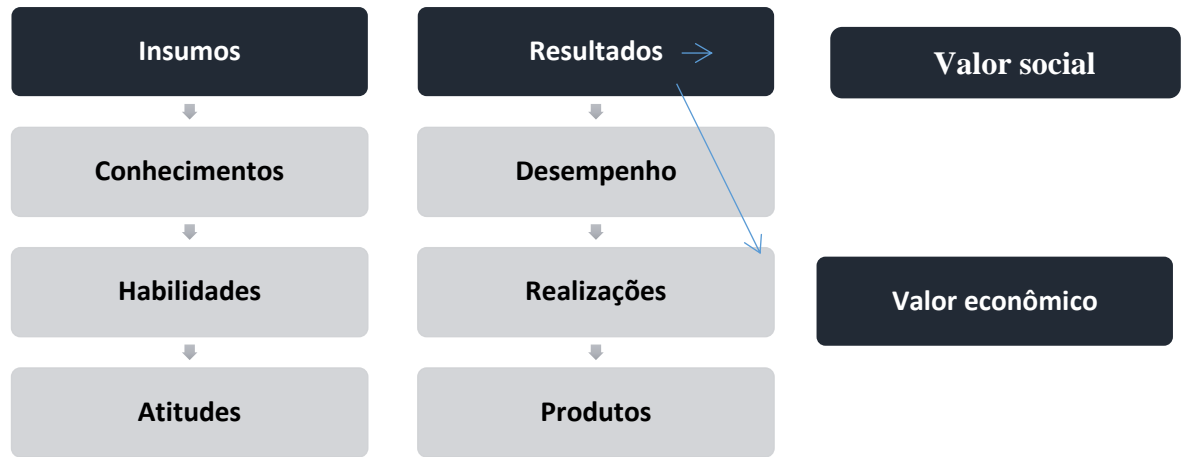 Insumos
Conhecimentos
Habilidades
Atitudes
Resultados
Desempenho
Realizações
Produtos
Valor social
Valor econômico